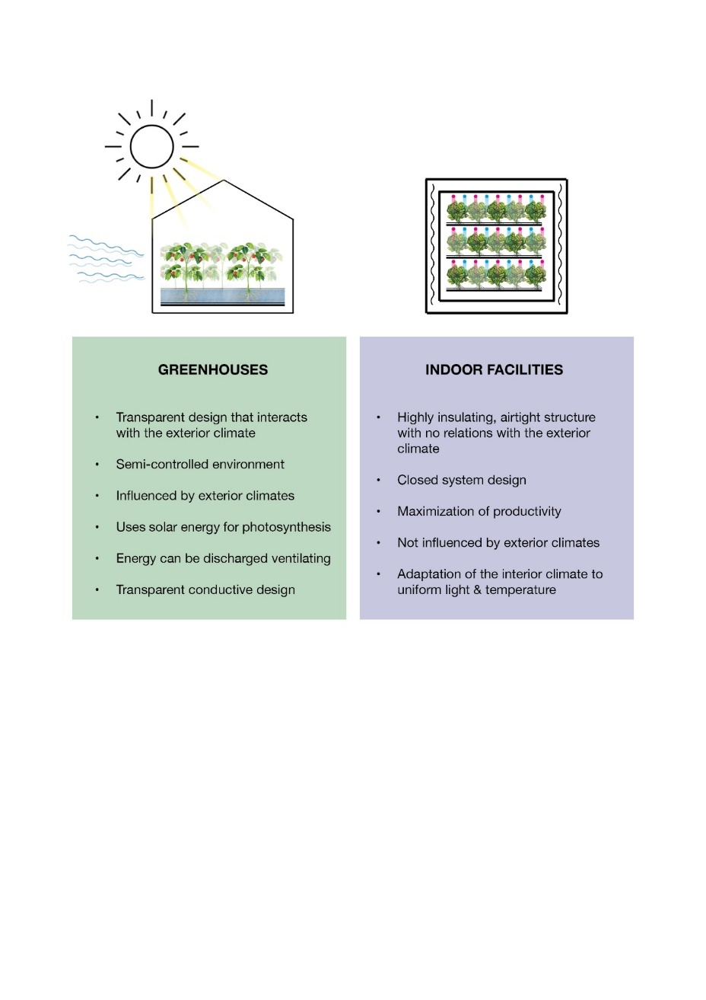 GREENHOUSES
• Transparent design that interacts
with the exterior climate
• Semi-controlled environment
• Influenced by exterior climates
• Uses solar energy for photosynthesis
• Energy can be discharged ventilating
• Transparent conductive design
INDOOR FACILITIES
• Highly insulating, airtight structure
with no relations with the exterior
climate
• Closed system design
• Maximization of productivity
• Not influenced by exterior climates
• Adaptation of the interior climate to
uniform light & temperature